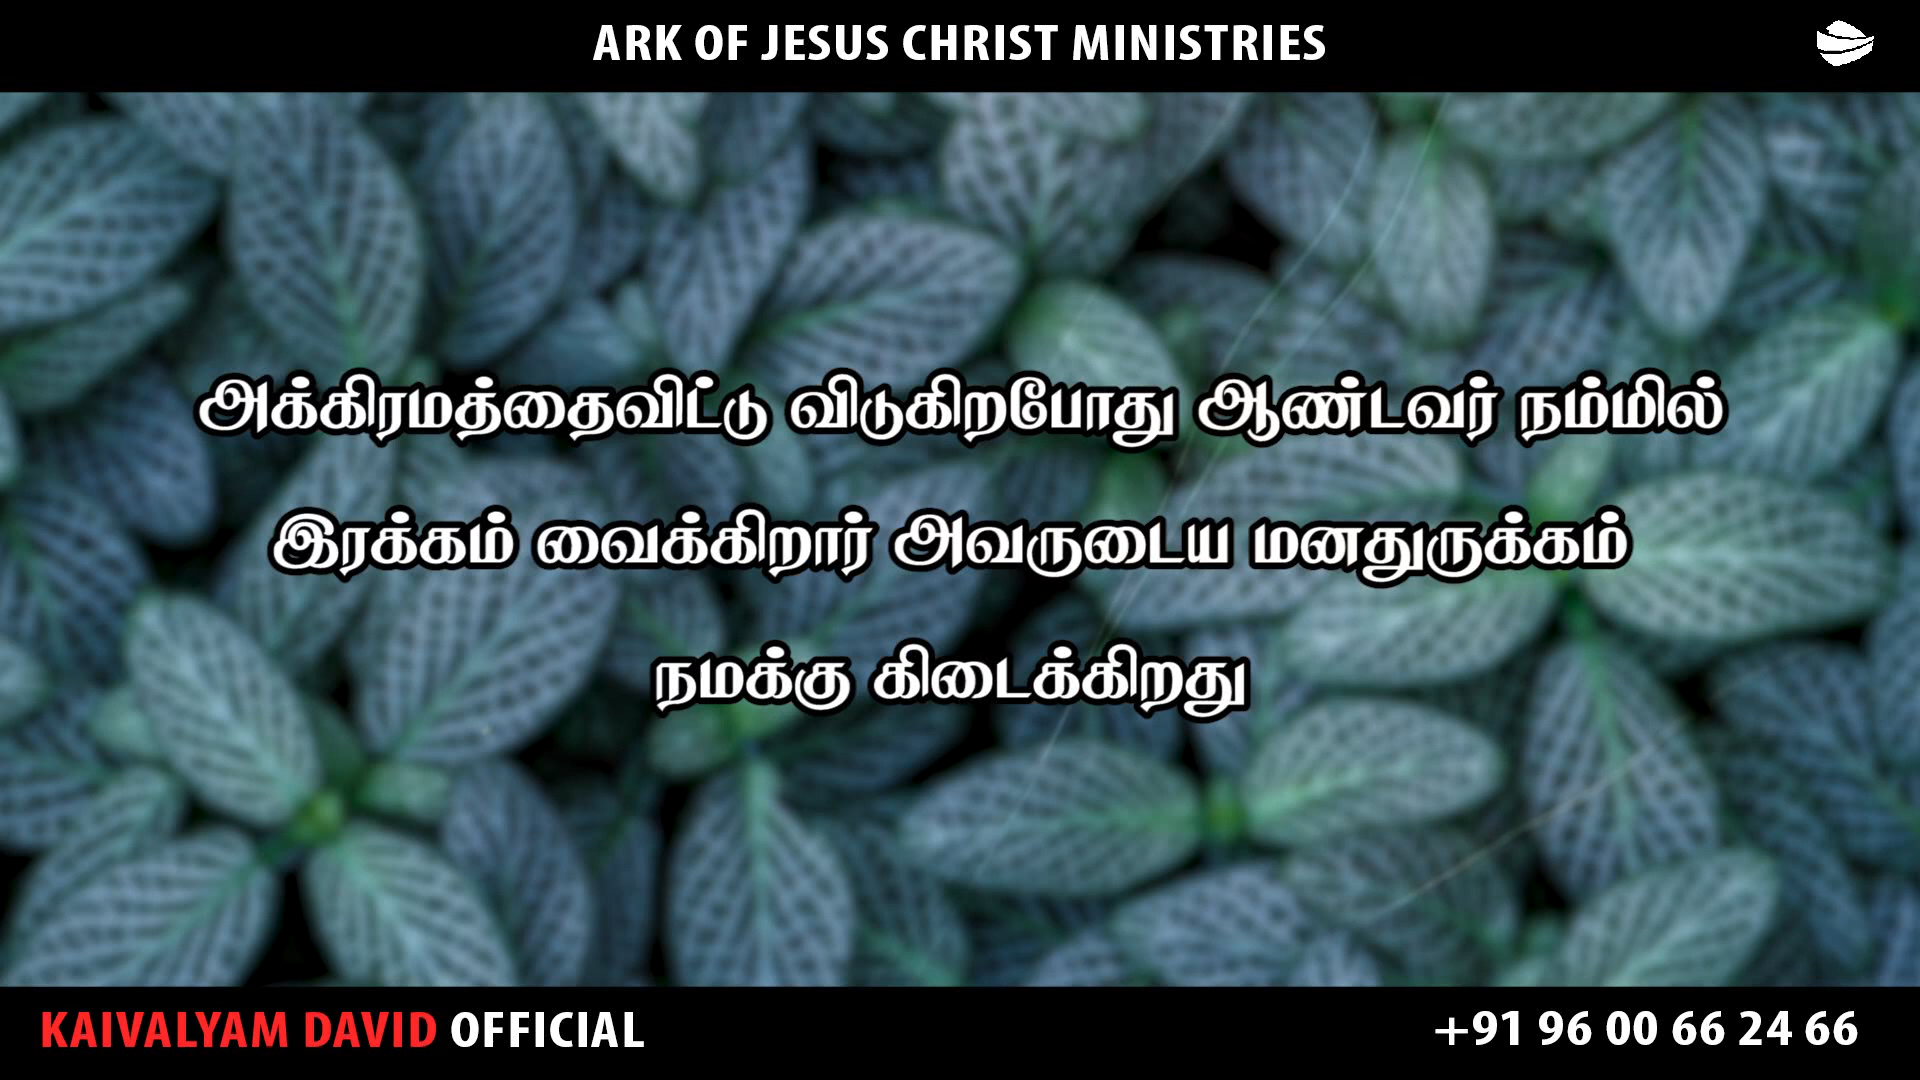 ARK OF JESUS CHRIST MINISTRIES
அக்கிரமத்தைவிட்டு விடுகிறபோது ஆண்டவர் நம்மில்
இரக்கம் வைக்கிறார் அவருடைய மனதுருக்கம்
நமக்கு கிடைக்கிறது
KAIVALYAM DAVID OFFICIAL
+91 96 00 66 24 66